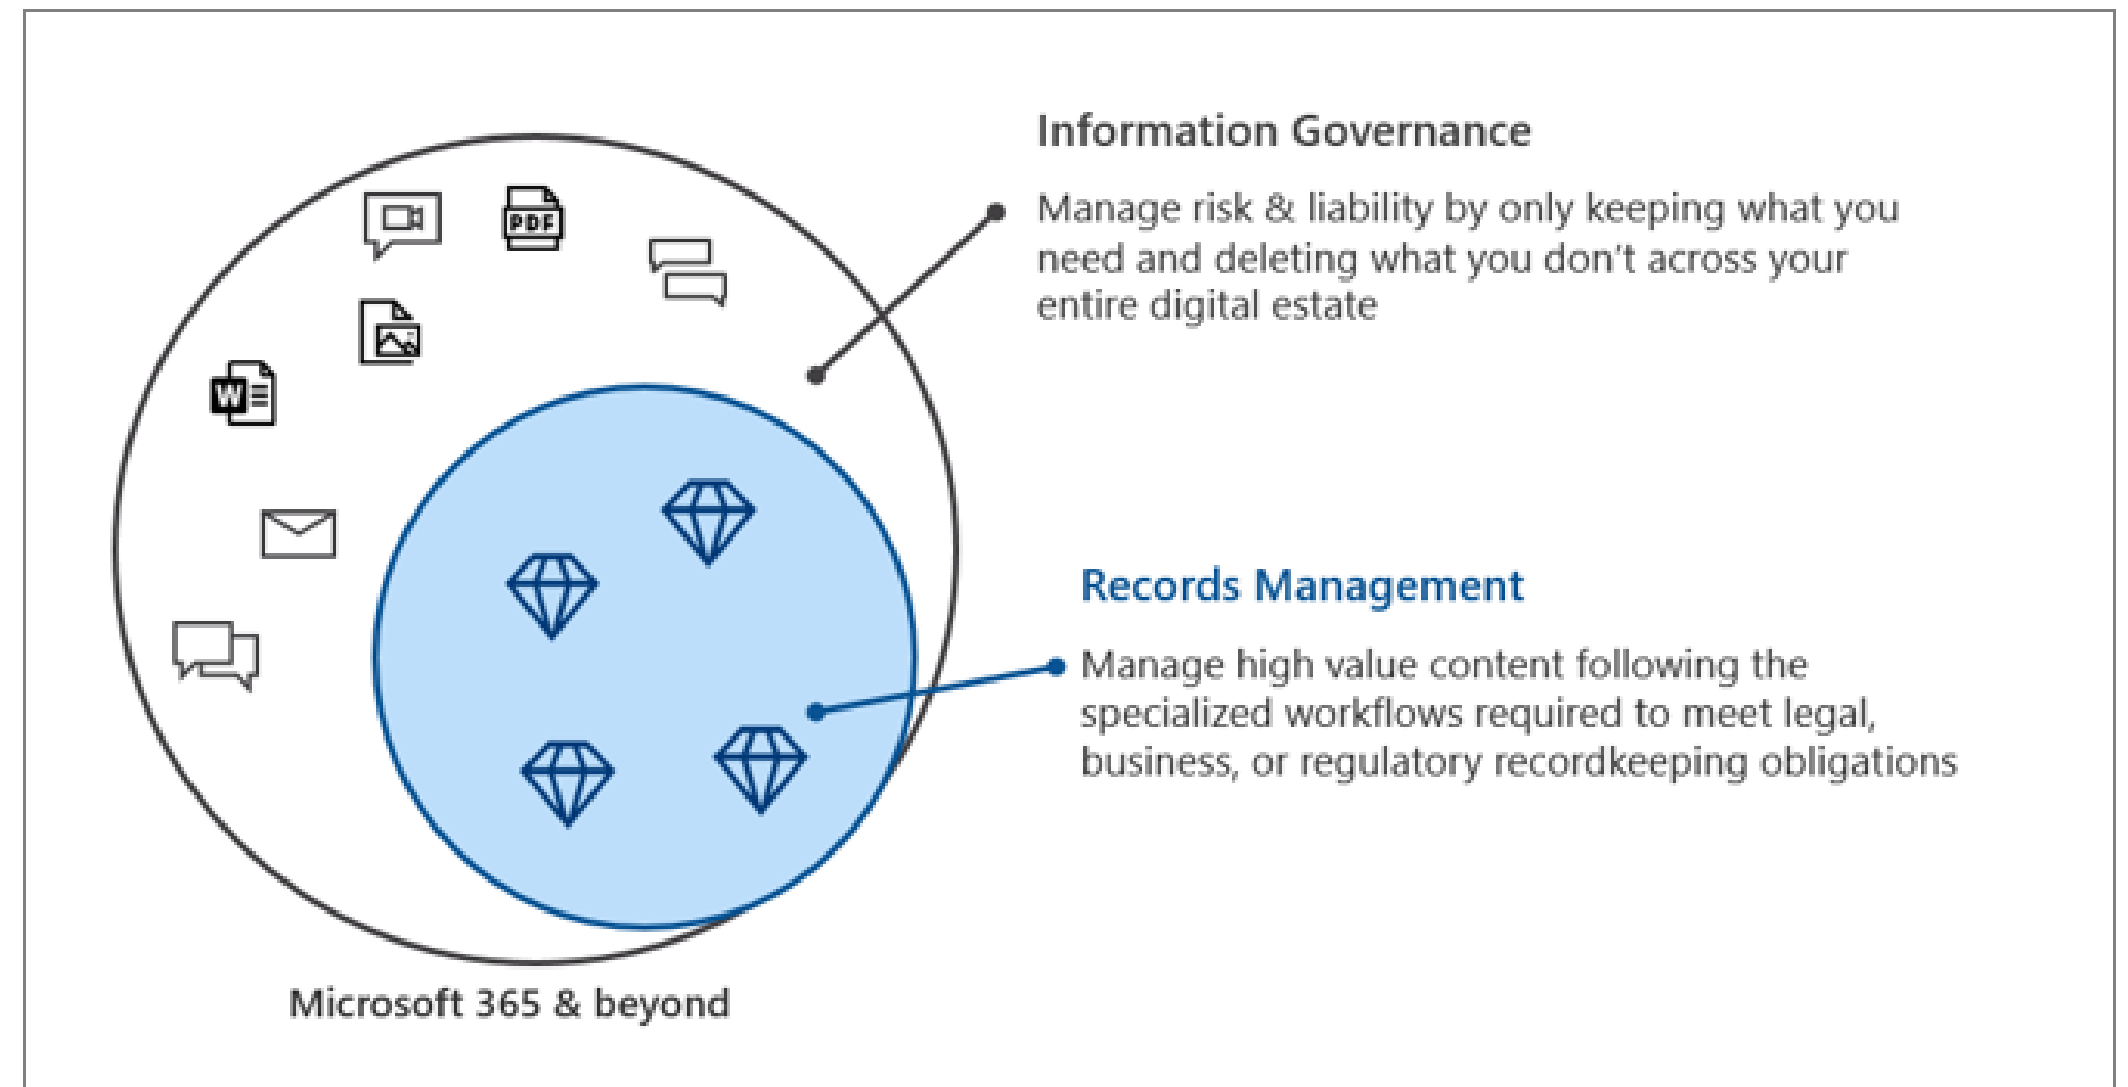 Information Governance
Manage risk & liability by only keeping what you
need and deleting what you don't across your
entire digital estate
PDF
W
Records Management
Manage high value content following the
specialized workflows required to meet legal,
business, or regulatory recordkeeping obligations
Microsoft 365 & beyond